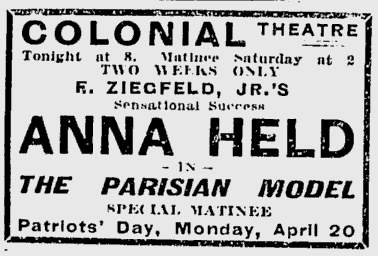 COLONIAL THEATRE
Tonight at 8. Matinee Saturday at 2
TWO WEEKS ONLY
F. ZIEGFELD, JR.'S
Sensational Success
ANNA HELD
- IN -
THE PARISIAN MODEL
SPECIAL MATINEE
Patriots' Day, Monday, April 20